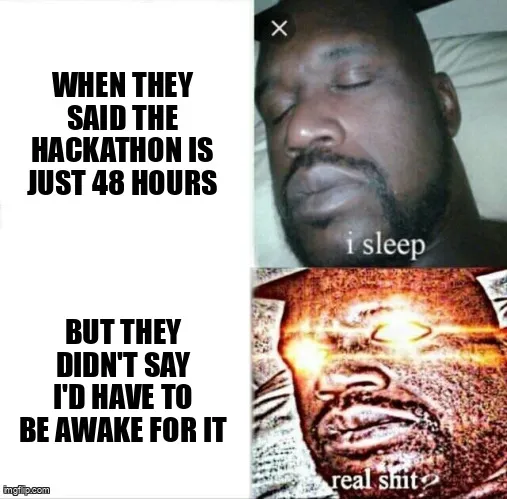 WHEN THEY
SAID THE
HACKATHON IS
JUST 48 HOURS
i sleep
BUT THEY
DIDN'T SAY
I'D HAVE TO
BE AWAKE FOR IT
real shit?
imgflip.com